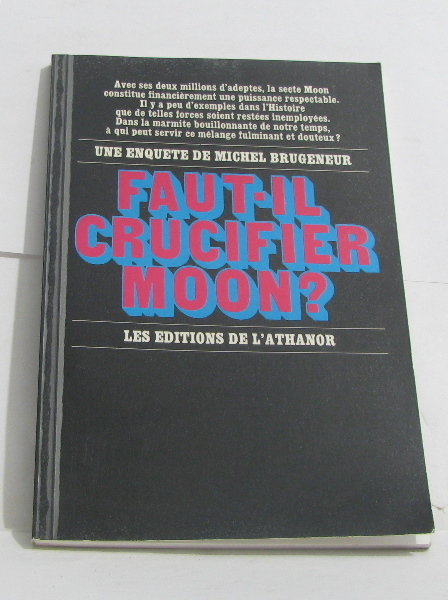 Avec ses deux millions d'adeptes, la secte Moon
constitue financièrement une puissance respectable.
Il y a peu d'exemples dans l'Histoire
que de telles forces soient restées inemployées.
Dans la marmite bouillonnante de notre temps,
à qui peut servir ce mélange fulminant et douteux ?
UNE ENQUETE DE MICHEL BRUGENEUR
FAUT-IL
CRUCIFIER
MOON?
LES EDITIONS DE L'ATHANOR